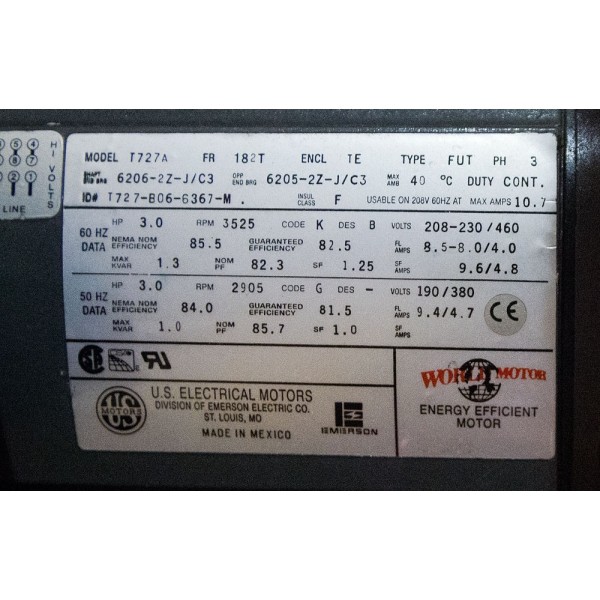 HI VOLTS
5 4
8 7
2 1
LINE
MODEL T727A FR 182T ENCL TE TYPE FUT PH 3
SHAFT END BRG 6206-2Z-J/C3 OPP END BRG 6205-2Z-J/C3 MAX AMB 40 °C DUTY CONT.
ID# T727-B06-6367-M . INSUL CLASS F USABLE ON 208V 60HZ AT MAX AMPS 10.7
60 HZ DATA
HP 3.0 RPM 3525 CODE K DES B VOLTS 208-230/460
NEMA NOM EFFICIENCY 85.5 GUARANTEED EFFICIENCY 82.5 FL AMPS 8.5-8.0/4.0
MAX KVAR 1.3 NOM PF 82.3 SF 1.25 SF AMPS 9.6/4.8
50 HZ DATA
HP 3.0 RPM 2905 CODE G DES - VOLTS 190/380
NEMA NOM EFFICIENCY 84.0 GUARANTEED EFFICIENCY 81.5 FL AMPS 9.4/4.7 CE
MAX KVAR 1.0 NOM PF 85.7 SF 1.0 SF AMPS
US MOTORS
U.S. ELECTRICAL MOTORS
DIVISION OF EMERSON ELECTRIC CO.
ST. LOUIS, MO
MADE IN MEXICO
EMERSON
WORLD MOTOR
ENERGY EFFICIENT
MOTOR